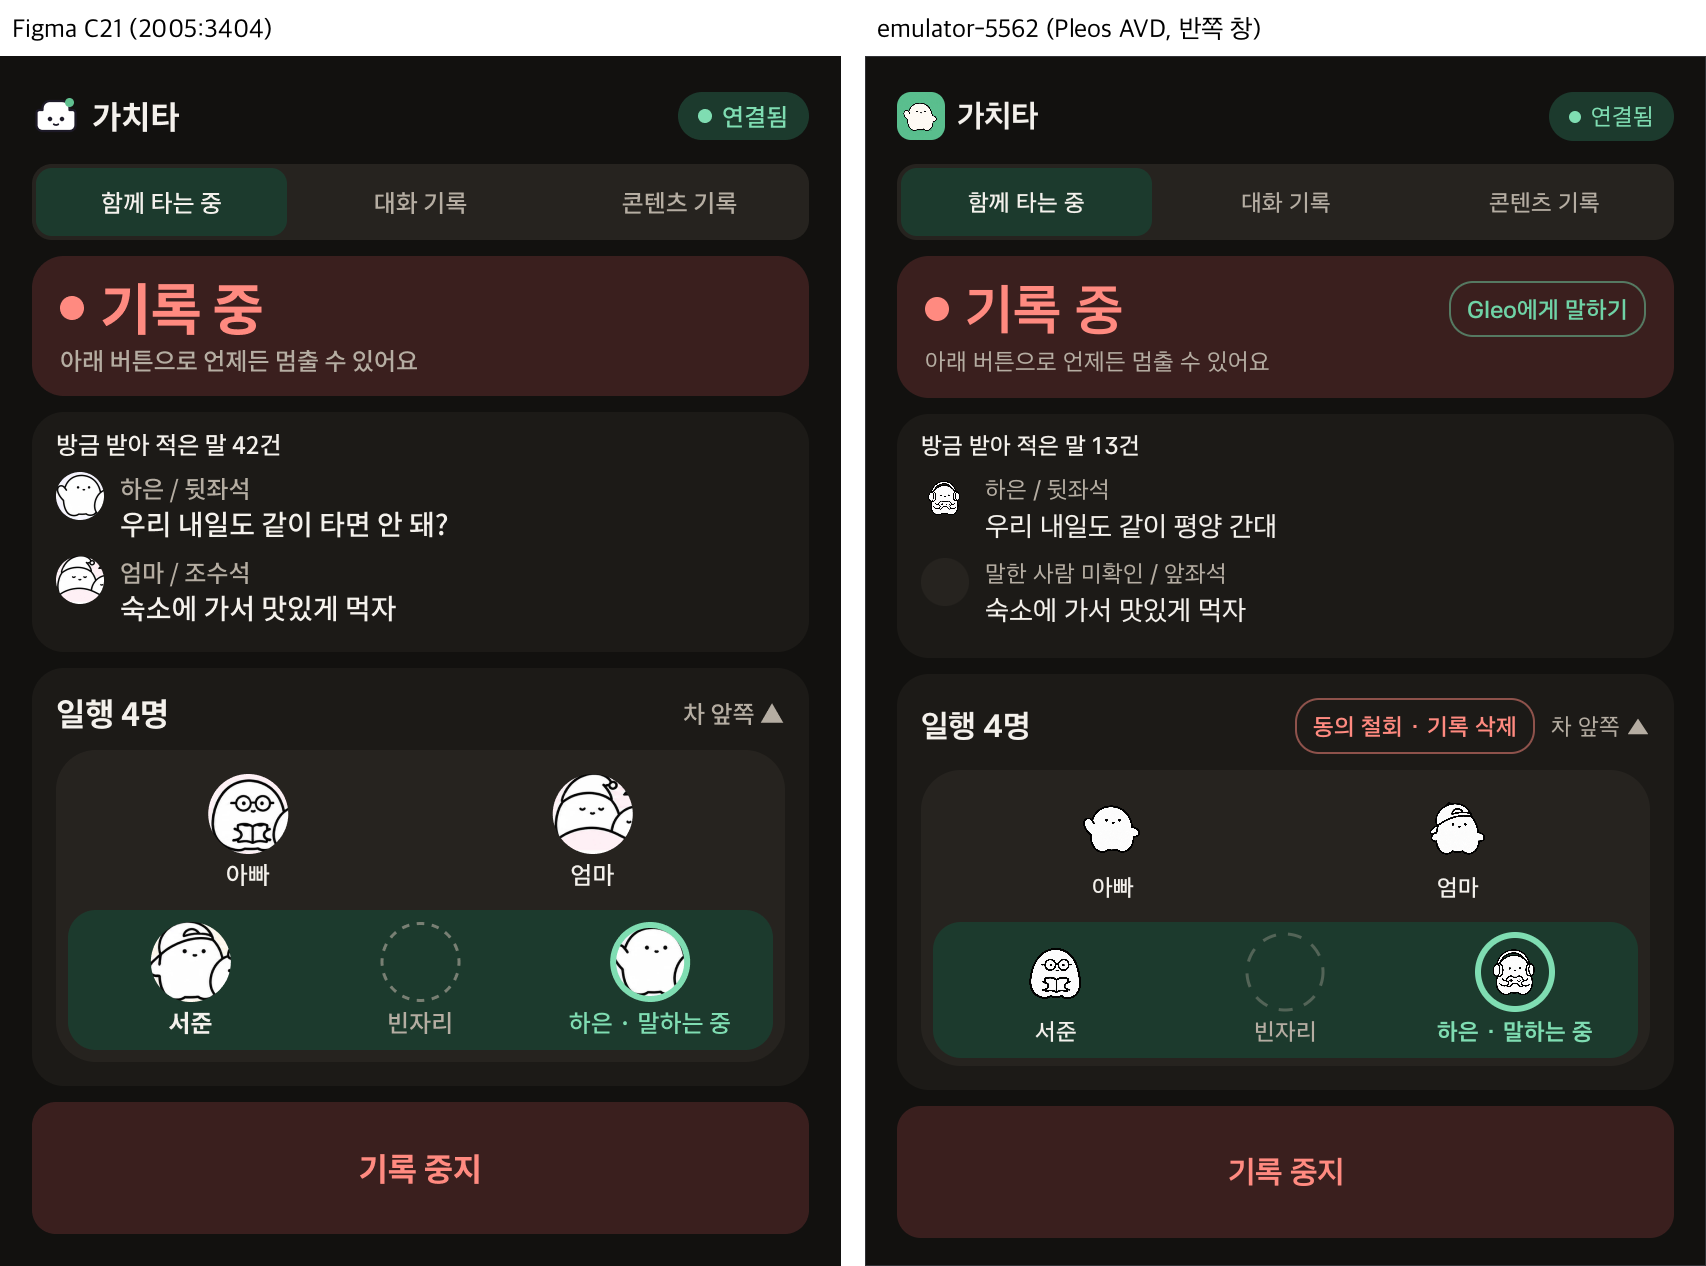 Figma C21 (2005:3404)
가치타
연결됨
함께 타는 중
대화 기록
콘텐츠 기록
기록 중
아래 버튼으로 언제든 멈출 수 있어요
방금 받아 적은 말 42건
하은 / 뒷좌석
우리 내일도 같이 타면 안 돼?
엄마 / 조수석
숙소에 가서 맛있게 먹자
일행 4명
차 앞쪽 ▲
아빠
엄마
서준
빈자리
하은 · 말하는 중
기록 중지
emulator-5562 (Pleos AVD, 반쪽 창)
가치타
연결됨
함께 타는 중
대화 기록
콘텐츠 기록
기록 중
Gleo에게 말하기
아래 버튼으로 언제든 멈출 수 있어요
방금 받아 적은 말 13건
하은 / 뒷좌석
우리 내일도 같이 평양 간대
말한 사람 미확인 / 앞좌석
숙소에 가서 맛있게 먹자
일행 4명
동의 철회 · 기록 삭제
차 앞쪽 ▲
아빠
엄마
서준
빈자리
하은 · 말하는 중
기록 중지